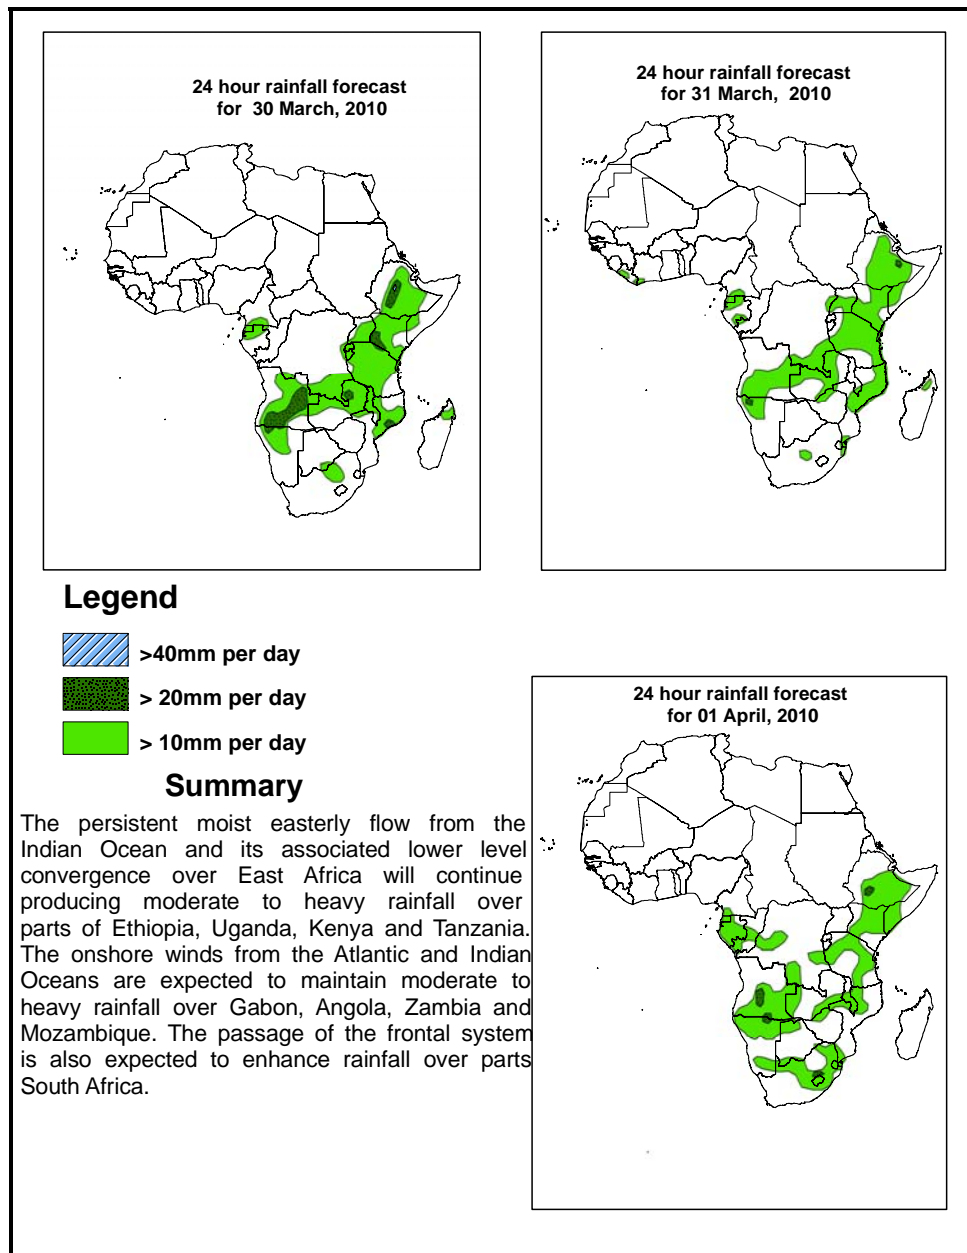 24 hour rainfall forecast
for 30 March, 2010
24 hour rainfall forecast
for 31 March, 2010
Legend
>40mm per day
> 20mm per day
> 10mm per day
24 hour rainfall forecast
for 01 April, 2010
Summary
The persistent moist easterly flow from the
Indian Ocean and its associated lower level
convergence over East Africa will continue
producing moderate to heavy rainfall over
parts of Ethiopia, Uganda, Kenya and Tanzania.
The onshore winds from the Atlantic and Indian
Oceans are expected to maintain moderate to
heavy rainfall over Gabon, Angola, Zambia and
Mozambique. The passage of the frontal system
is also expected to enhance rainfall over parts
South Africa.